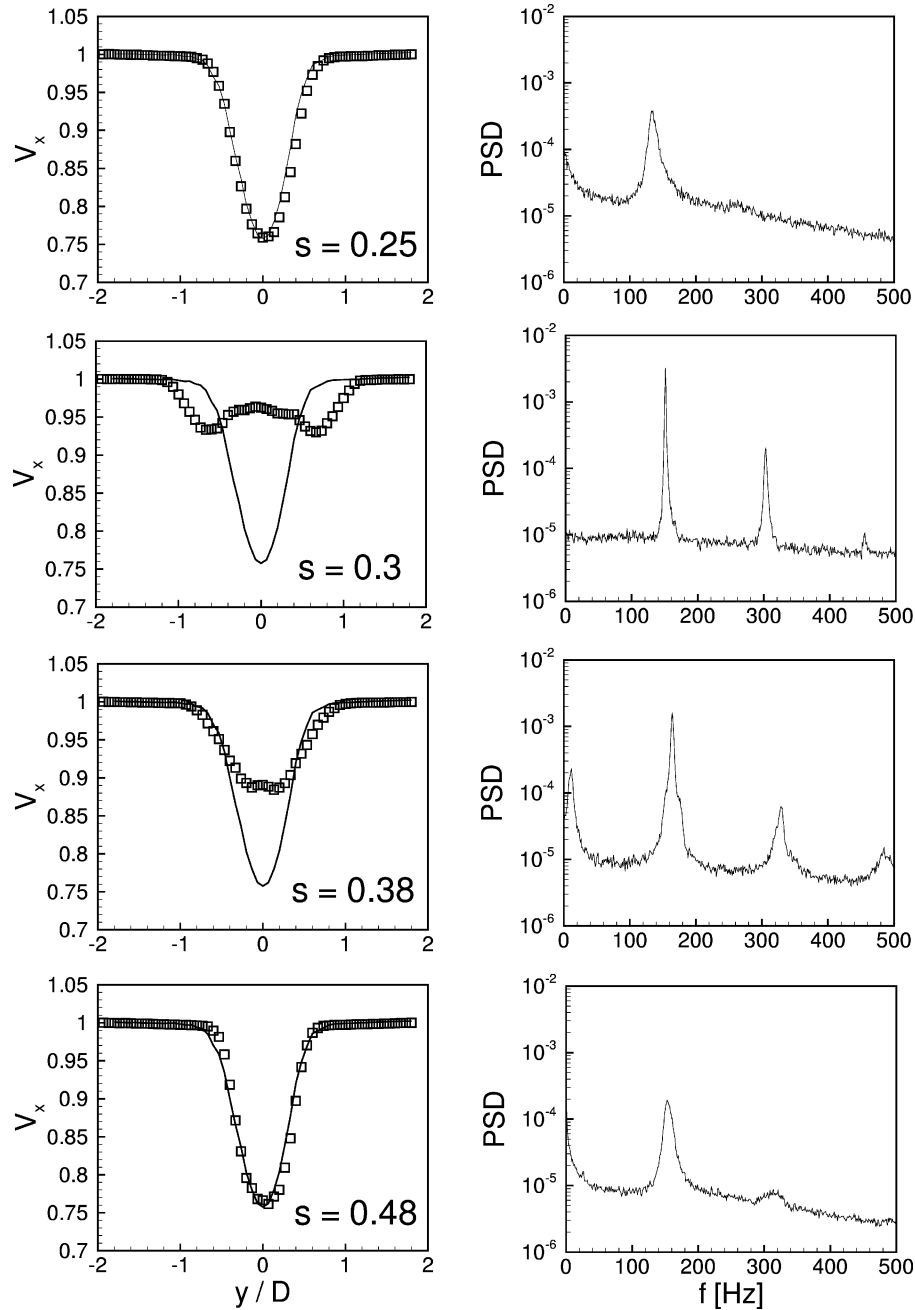 1.05
1
0.95
0.9
0.85
0.8
0.75
0.7
V_x
-2 -1 0 1 2
s = 0.25
10^-2
10^-3
10^-4
10^-5
10^-6
PSD
0 100 200 300 400 500
1.05
1
0.95
0.9
0.85
0.8
0.75
0.7
V_x
-2 -1 0 1 2
s = 0.3
10^-2
10^-3
10^-4
10^-5
10^-6
PSD
0 100 200 300 400 500
1.05
1
0.95
0.9
0.85
0.8
0.75
0.7
V_x
-2 -1 0 1 2
s = 0.38
10^-2
10^-3
10^-4
10^-5
10^-6
PSD
0 100 200 300 400 500
1.05
1
0.95
0.9
0.85
0.8
0.75
0.7
V_x
-2 -1 0 1 2
y / D
s = 0.48
10^-2
10^-3
10^-4
10^-5
10^-6
PSD
0 100 200 300 400 500
f [Hz]